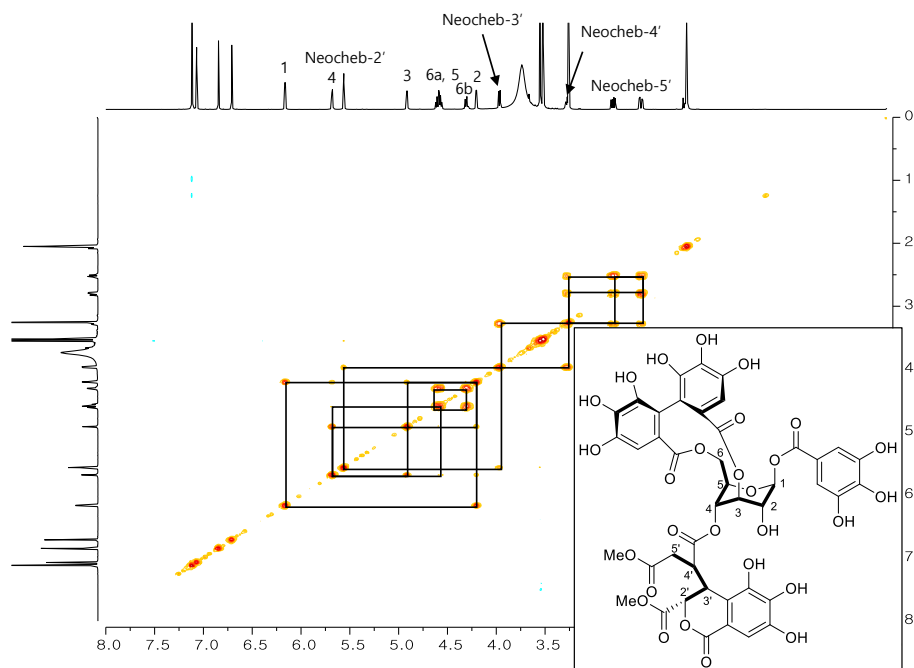 Neocheb-3′
Neocheb-4′
Neocheb-2′
1
4
3
6a, 5
6b
2
Neocheb-5′
0
1
2
3
4
5
6
7
8
8.0
7.5
7.0
6.5
6.0
5.5
5.0
4.5
4.0
3.5
OH
HO
OH
HO
OH
HO
HO
O
O
O
O
6
O
O
O
5
1
4
3
2
HO
O
O
OH
OH
OH
5′
MeO
O
4′
OH
2′
3′
OH
MeO
O
O
O
OH